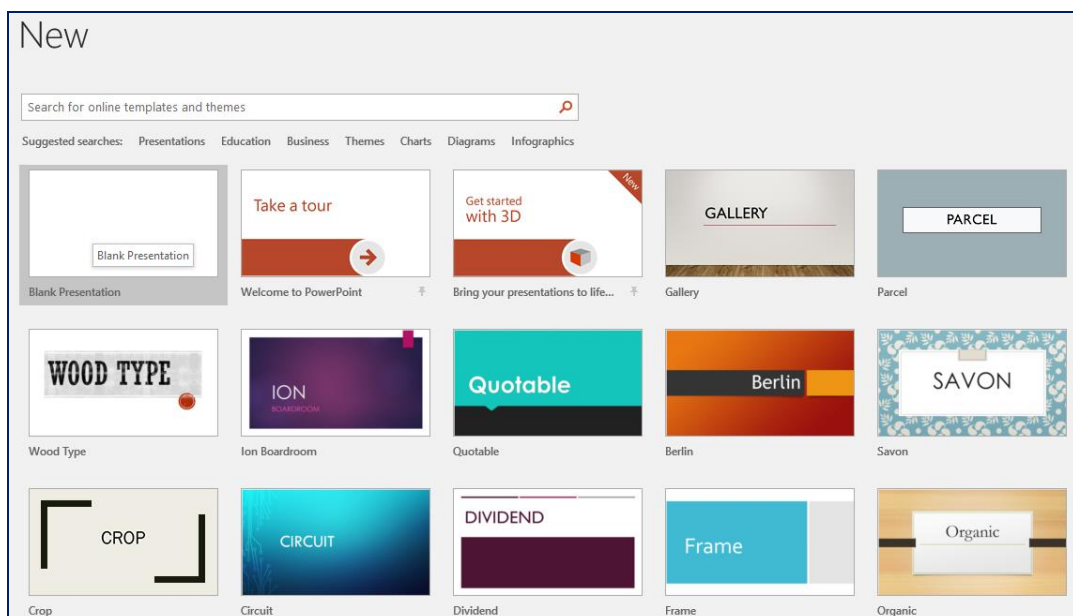 New
Search for online templates and themes
Suggested searches: Presentations Education Business Themes Charts Diagrams Infographics
Blank Presentation
Blank Presentation
Take a tour
Welcome to PowerPoint
Get started
with 3D
New
Bring your presentations to life...
GALLERY
Gallery
PARCEL
Parcel
WOOD TYPE
Wood Type
ION
BOARDROOM
Ion Boardroom
Quotable
Quotable
Berlin
Berlin
SAVON
Savon
CROP
Crop
CIRCUIT
Circuit
DIVIDEND
Dividend
Frame
Frame
Organic
Organic